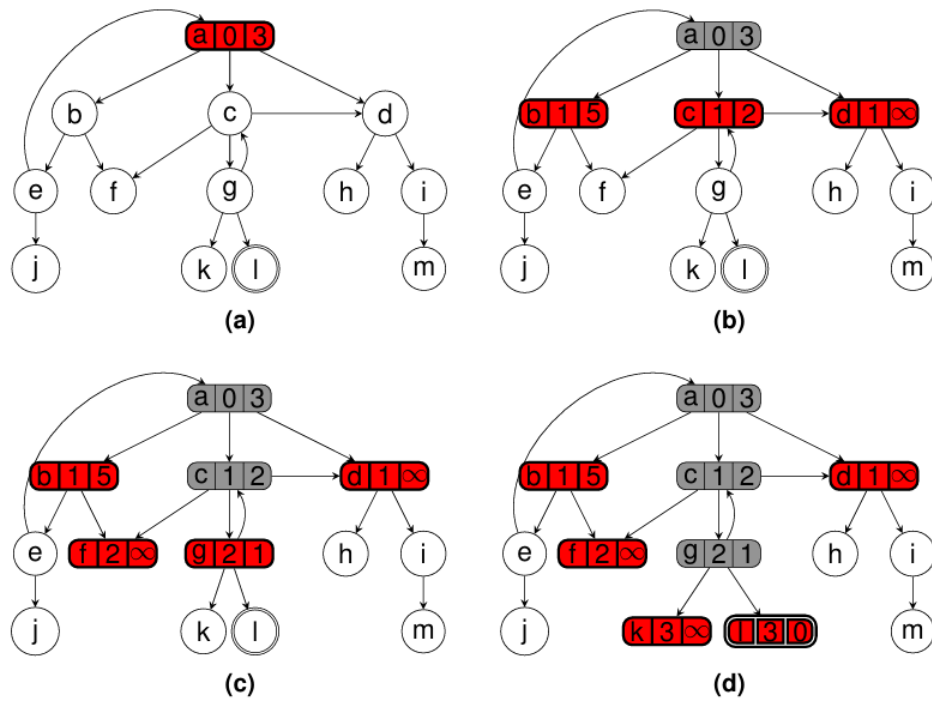 a 0 3
a 0 3
b c d
b 1 5 c 1 2 d 1 ∞
e f g h i
e f g h i
j k l m
j k l m
(a) (b)
a 0 3
a 0 3
b 1 5 c 1 2 d 1 ∞
b 1 5 c 1 2 d 1 ∞
e f 2 ∞ g 2 1 h i
e f 2 ∞ g 2 1 h i
j k l m
j k 3 ∞ l 3 0 m
(c) (d)